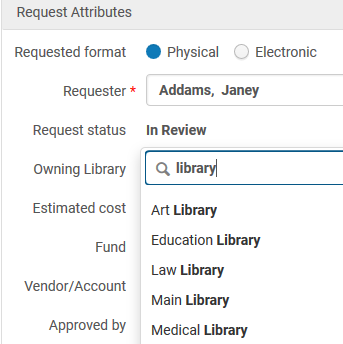 Request Attributes
Requested format Physical Electronic
Requester * Addams, Janey
Request status In Review
Owning Library library
Estimated cost Art Library
Education Library
Fund
Law Library
Vendor/Account Main Library
Approved by Medical Library